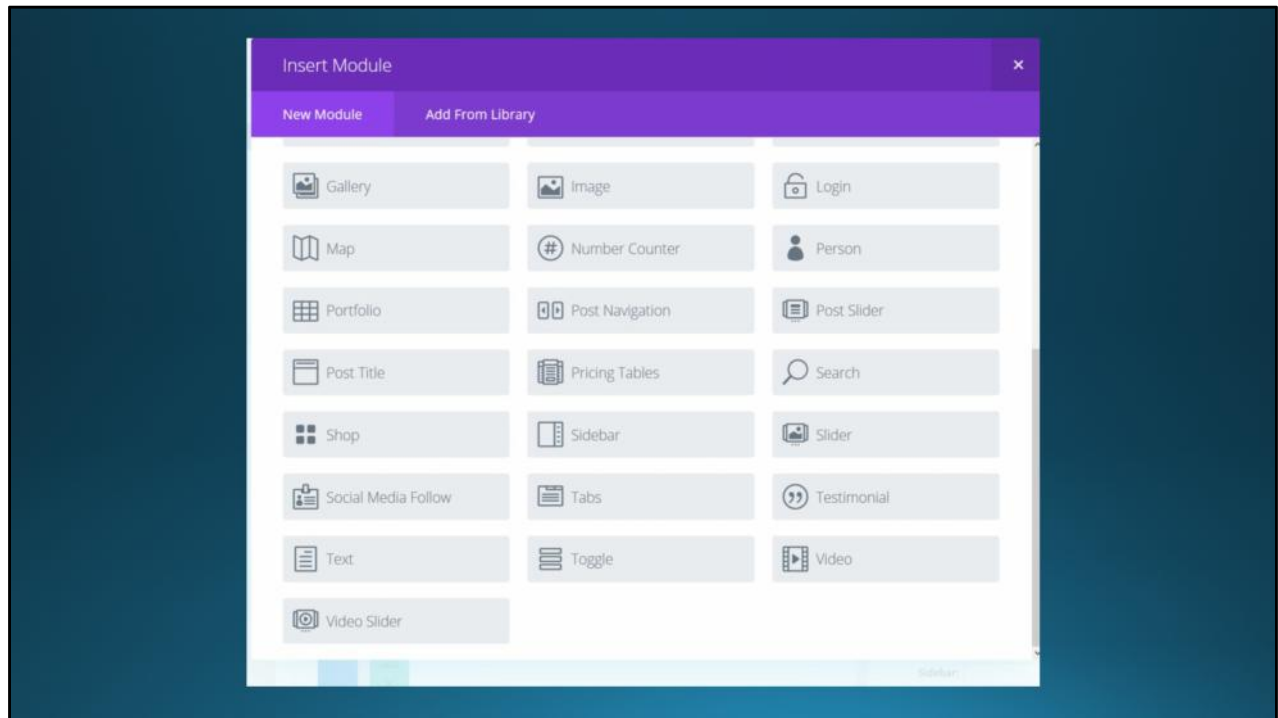 Insert Module ×
New Module Add From Library
Gallery Image Login
Map # Number Counter Person
Portfolio Post Navigation Post Slider
Post Title Pricing Tables Search
Shop Sidebar Slider
Social Media Follow Tabs Testimonial
Text Toggle Video
Video Slider
Sidebar: